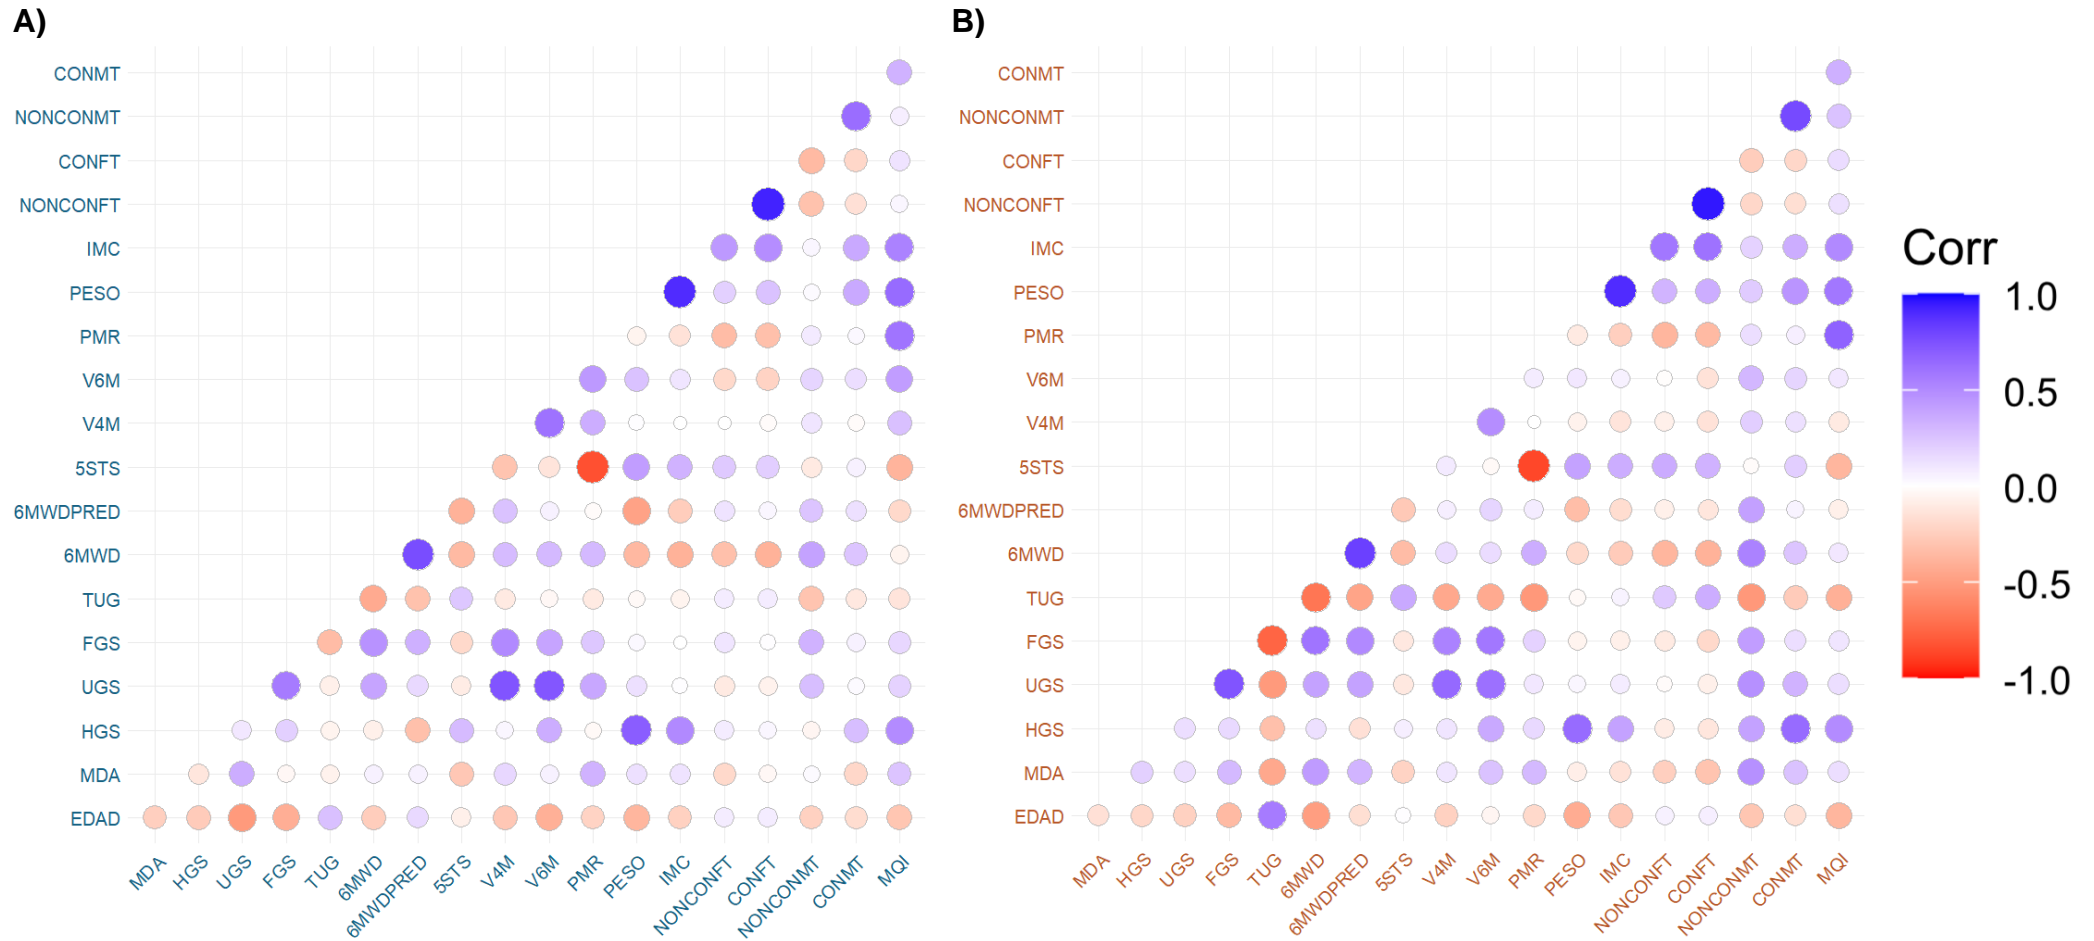 A)
CONMT
NONCONMT
CONFT
NONCONFT
IMC
PESO
PMR
V6M
V4M
5STS
6MWDPRED
6MWD
TUG
FGS
UGS
HGS
MDA
EDAD
MDA
HGS
UGS
FGS
TUG
6MWD
6MWDPRED
5STS
V4M
V6M
PMR
PESO
IMC
NONCONFT
CONFT
NONCONMT
CONMT
MQI
B)
CONMT
NONCONMT
CONFT
NONCONFT
IMC
PESO
PMR
V6M
V4M
5STS
6MWDPRED
6MWD
TUG
FGS
UGS
HGS
MDA
EDAD
MDA
HGS
UGS
FGS
TUG
6MWD
6MWDPRED
5STS
V4M
V6M
PMR
PESO
IMC
NONCONFT
CONFT
NONCONMT
CONMT
MQI
Corr
1.0
0.5
0.0
-0.5
-1.0